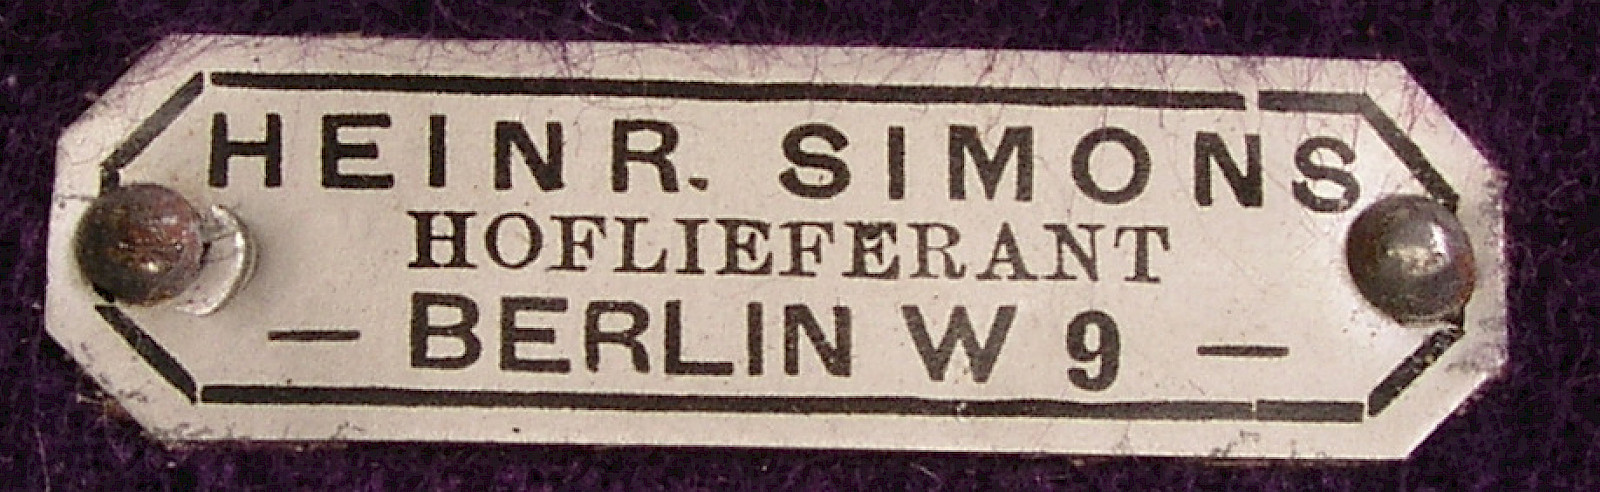 HEINR. SIMONS
HOFLIEFERANT
— BERLIN W 9 —